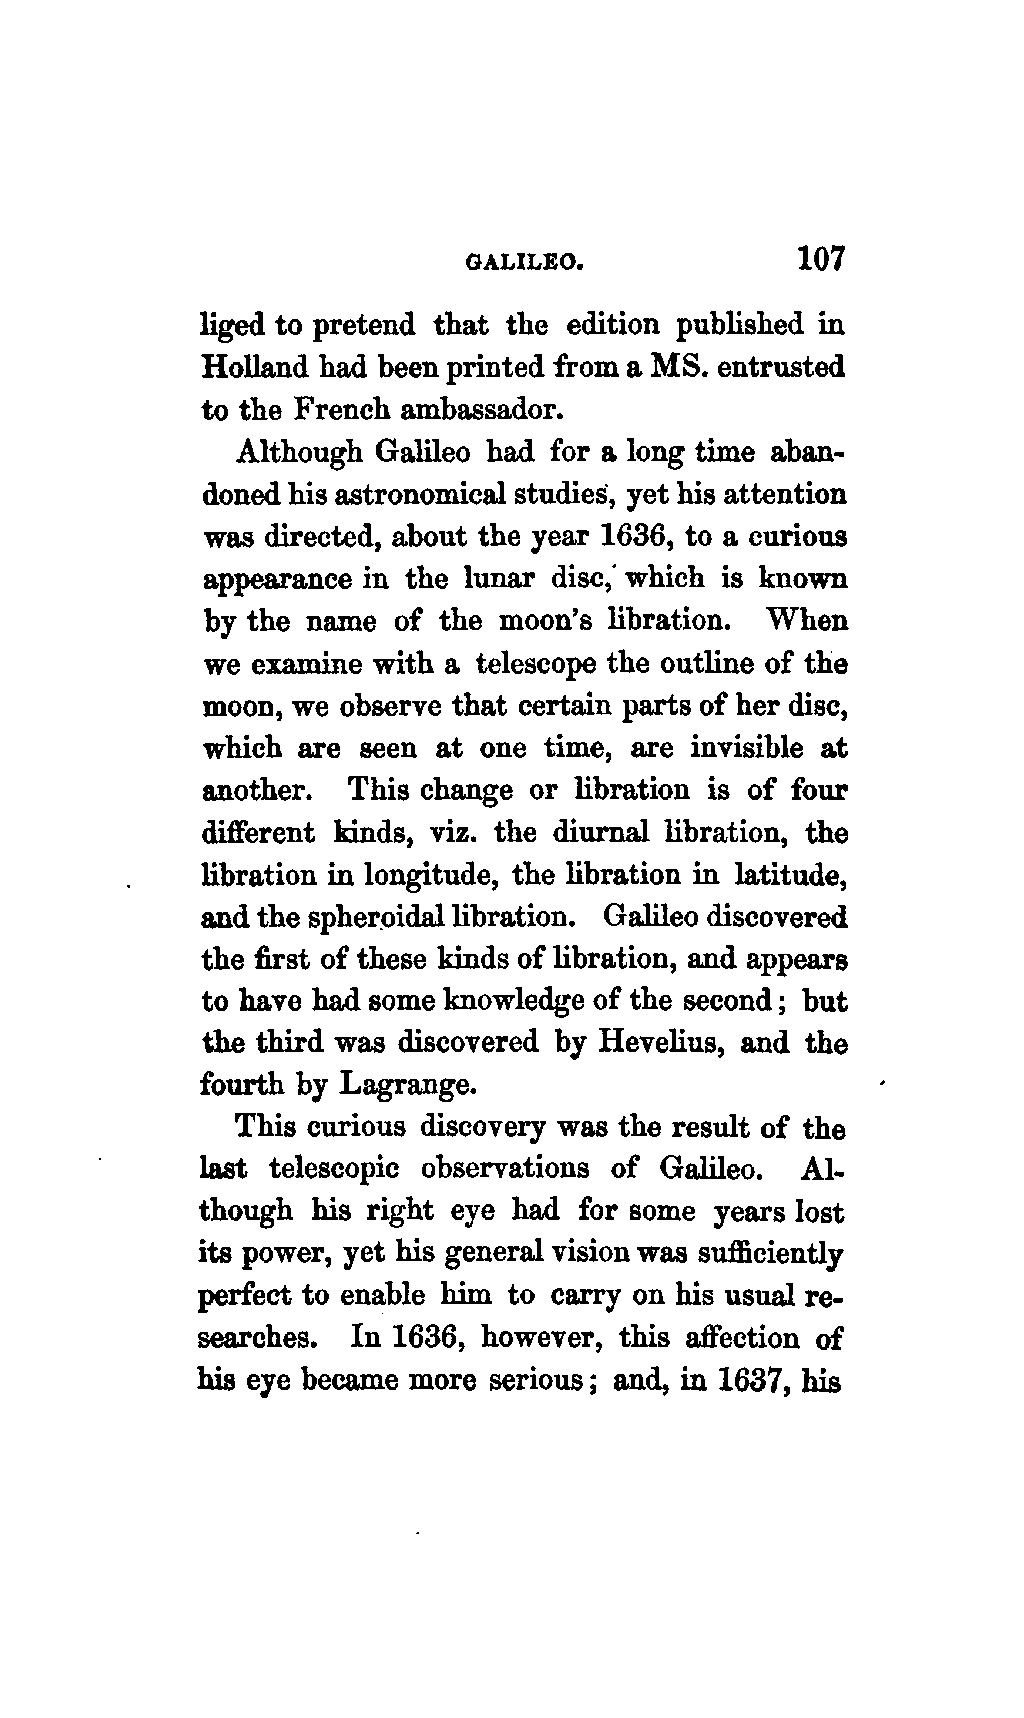 GALILEO. 107
liged to pretend that the edition published in
Holland had been printed from a MS. entrusted
to the French ambassador.
Although Galileo had for a long time aban-
doned his astronomical studies, yet his attention
was directed, about the year 1636, to a curious
appearance in the lunar disc, which is known
by the name of the moon's libration. When
we examine with a telescope the outline of the
moon, we observe that certain parts of her disc,
which are seen at one time, are invisible at
another. This change or libration is of four
different kinds, viz. the diurnal libration, the
libration in longitude, the libration in latitude,
and the spheroidal libration. Galileo discovered
the first of these kinds of libration, and appears
to have had some knowledge of the second; but
the third was discovered by Hevelius, and the
fourth by Lagrange.
This curious discovery was the result of the
last telescopic observations of Galileo. Al-
though his right eye had for some years lost
its power, yet his general vision was sufficiently
perfect to enable him to carry on his usual re-
searches. In 1636, however, this affection of
his eye became more serious; and, in 1637, his